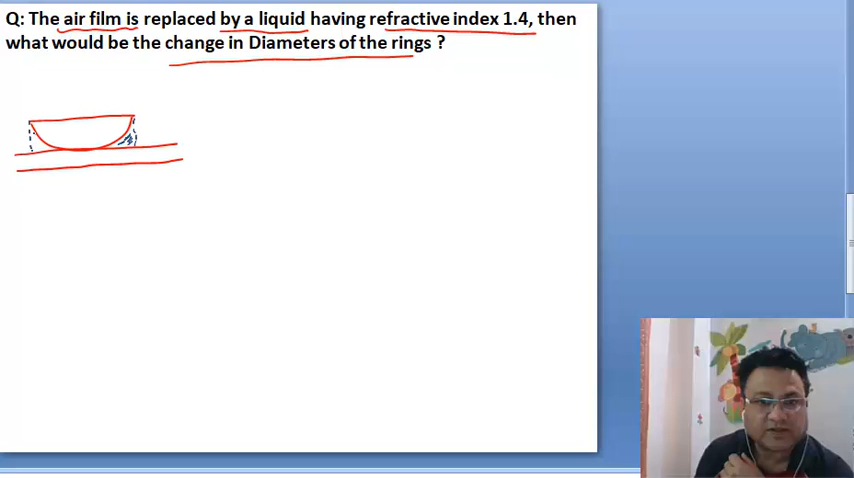 Q: The air film is replaced by a liquid having refractive index 1.4, then
what would be the change in Diameters of the rings ?